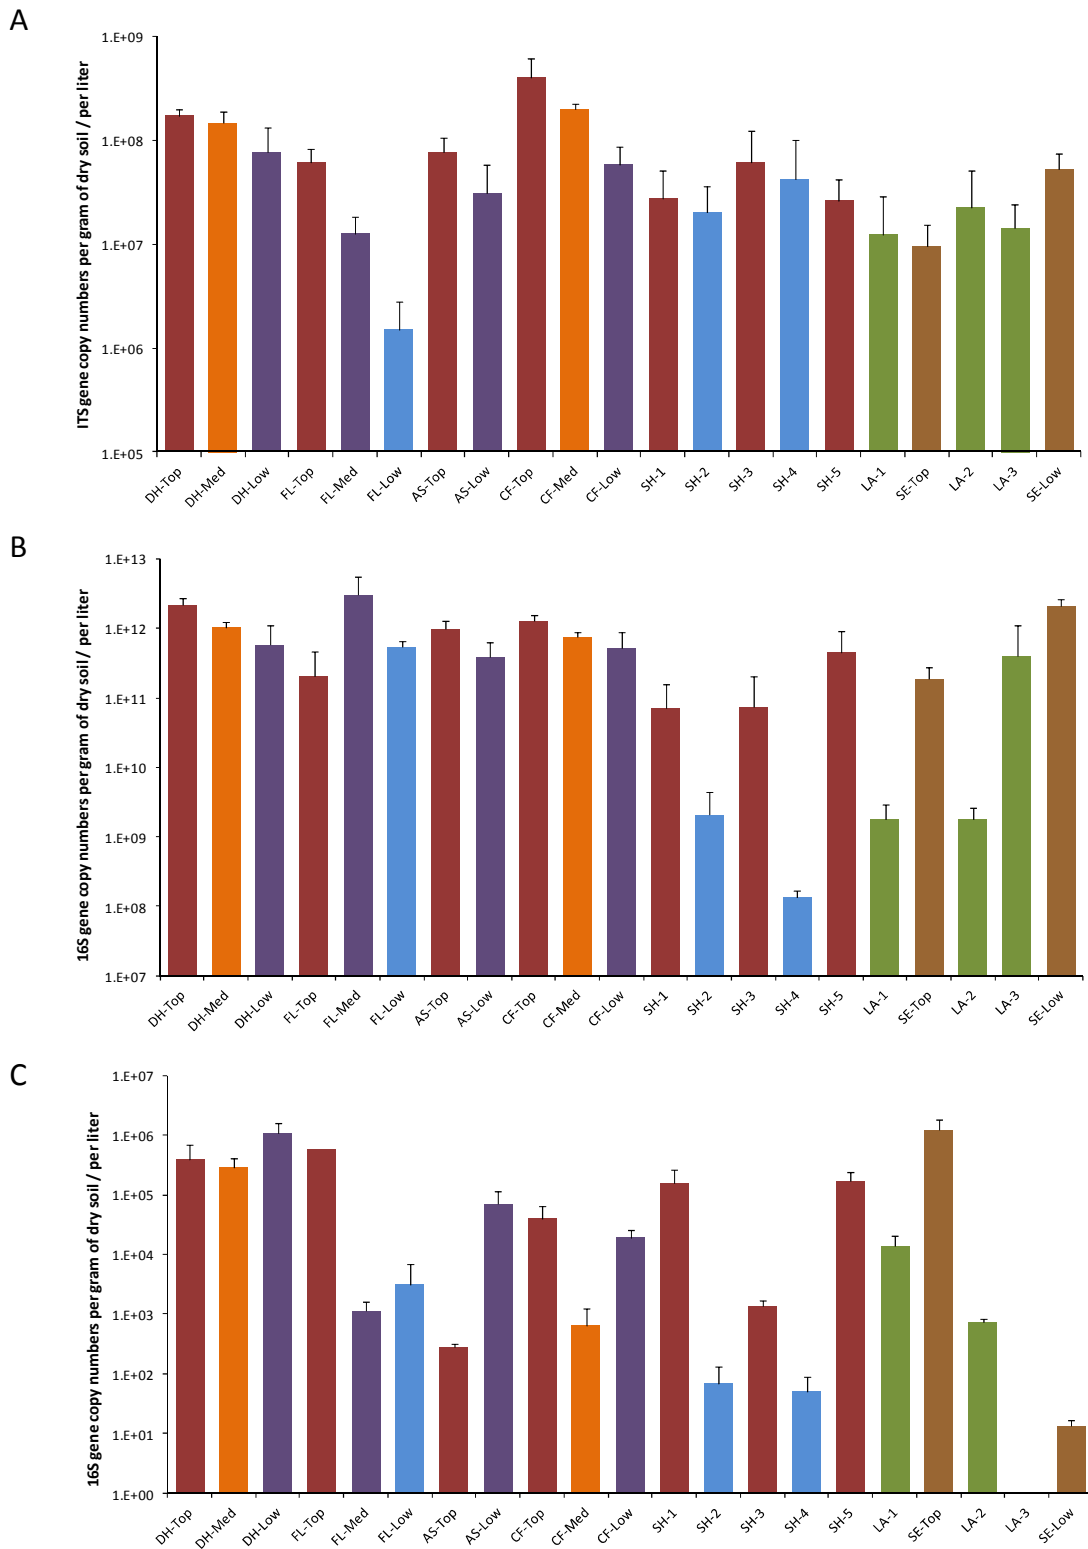 A
ITS gene copy numbers per gram of dry soil / per liter
1.E+09
1.E+08
1.E+07
1.E+06
1.E+05
DH-Top DH-Med DH-Low FL-Top FL-Med FL-Low AS-Top AS-Low CF-Top CF-Med CF-Low SH-1 SH-2 SH-3 SH-4 SH-5 LA-1 SE-Top LA-2 LA-3 SE-Low
B
16S gene copy numbers per gram of dry soil / per liter
1.E+13
1.E+12
1.E+11
1.E+10
1.E+09
1.E+08
1.E+07
DH-Top DH-Med DH-Low FL-Top FL-Med FL-Low AS-Top AS-Low CF-Top CF-Med CF-Low SH-1 SH-2 SH-3 SH-4 SH-5 LA-1 SE-Top LA-2 LA-3 SE-Low
C
16S gene copy numbers per gram of dry soil / per liter
1.E+07
1.E+06
1.E+05
1.E+04
1.E+03
1.E+02
1.E+01
1.E+00
DH-Top DH-Med DH-Low FL-Top FL-Med FL-Low AS-Top AS-Low CF-Top CF-Med CF-Low SH-1 SH-2 SH-3 SH-4 SH-5 LA-1 SE-Top LA-2 LA-3 SE-Low